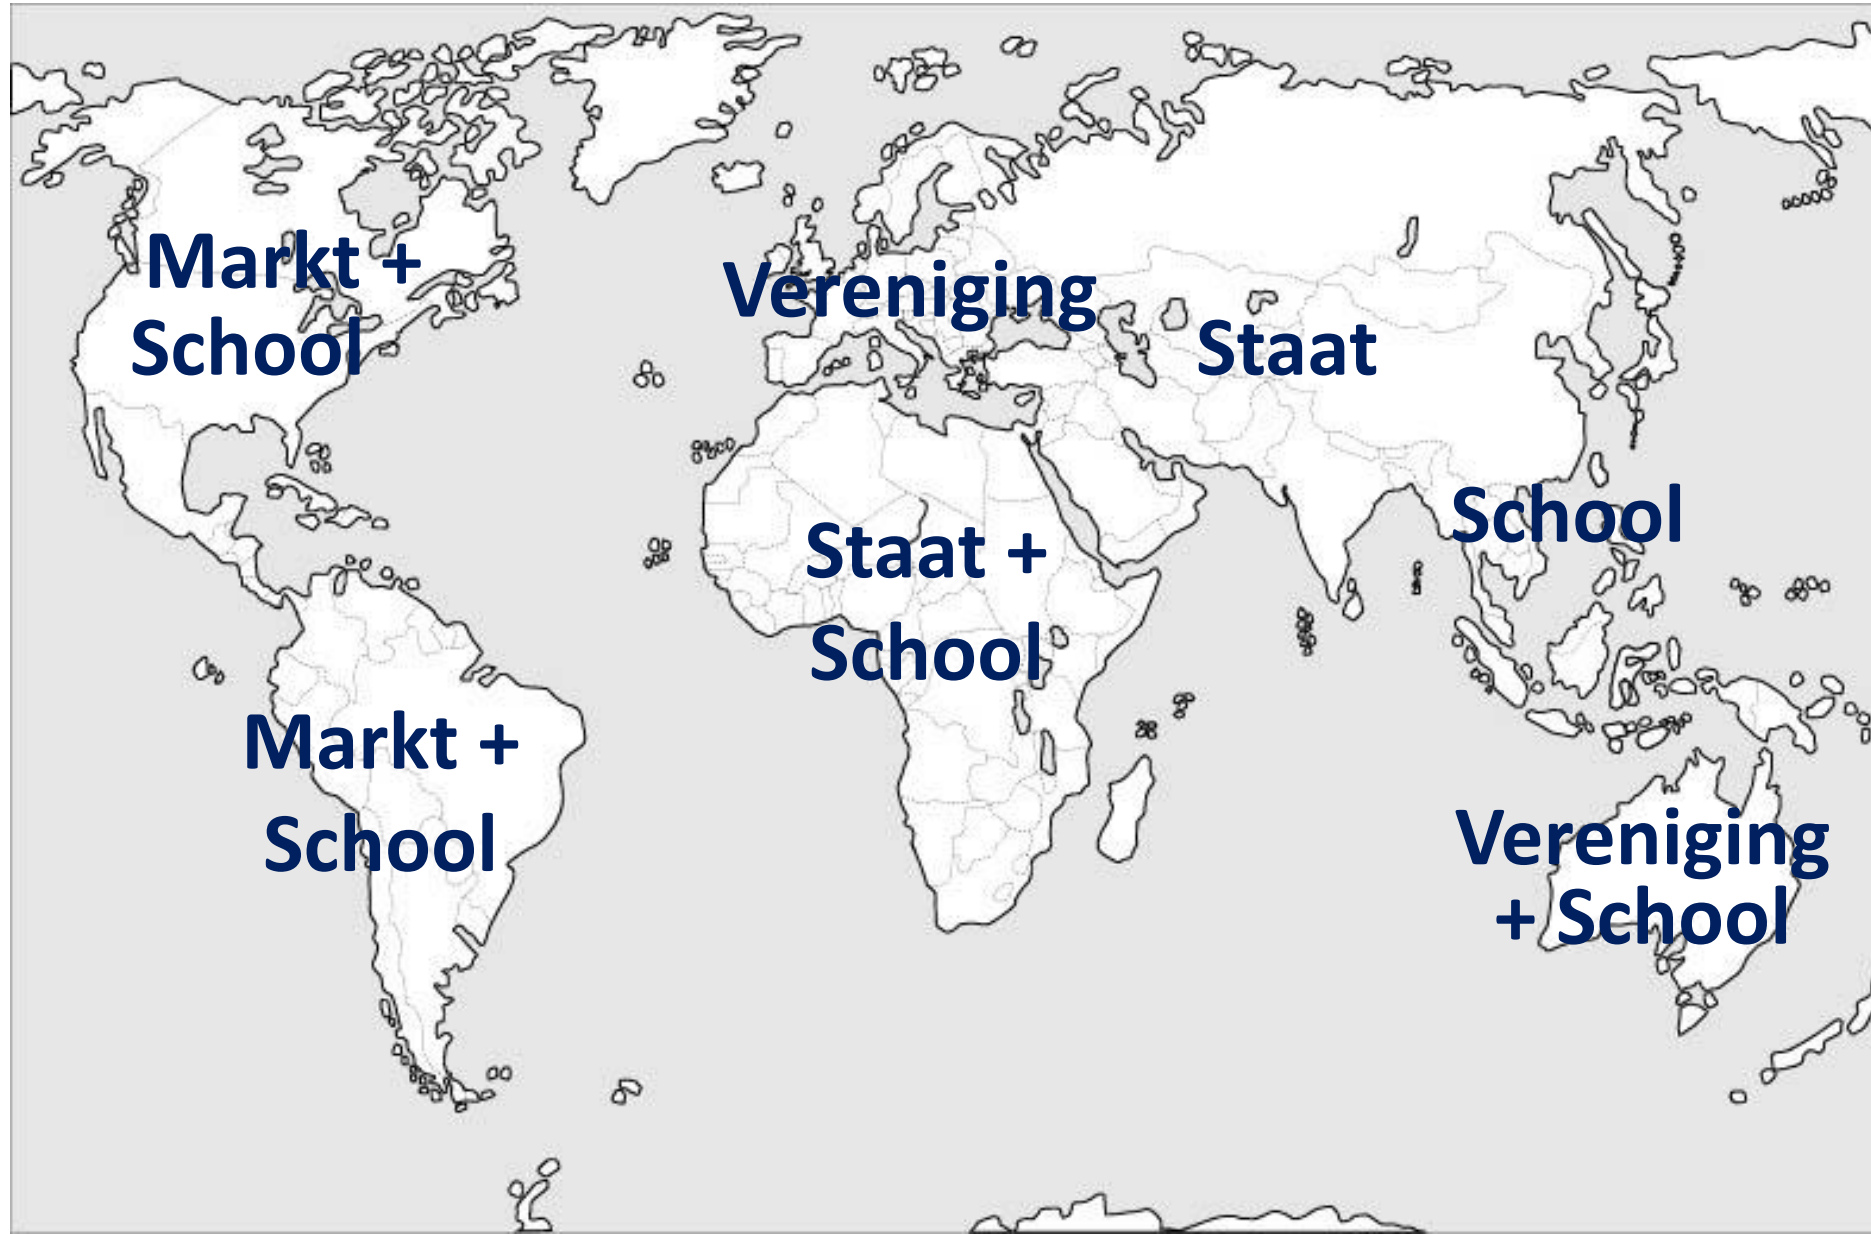 Markt +
School
Vereniging
Staat
School
Staat +
School
Markt +
School
Vereniging
+ School